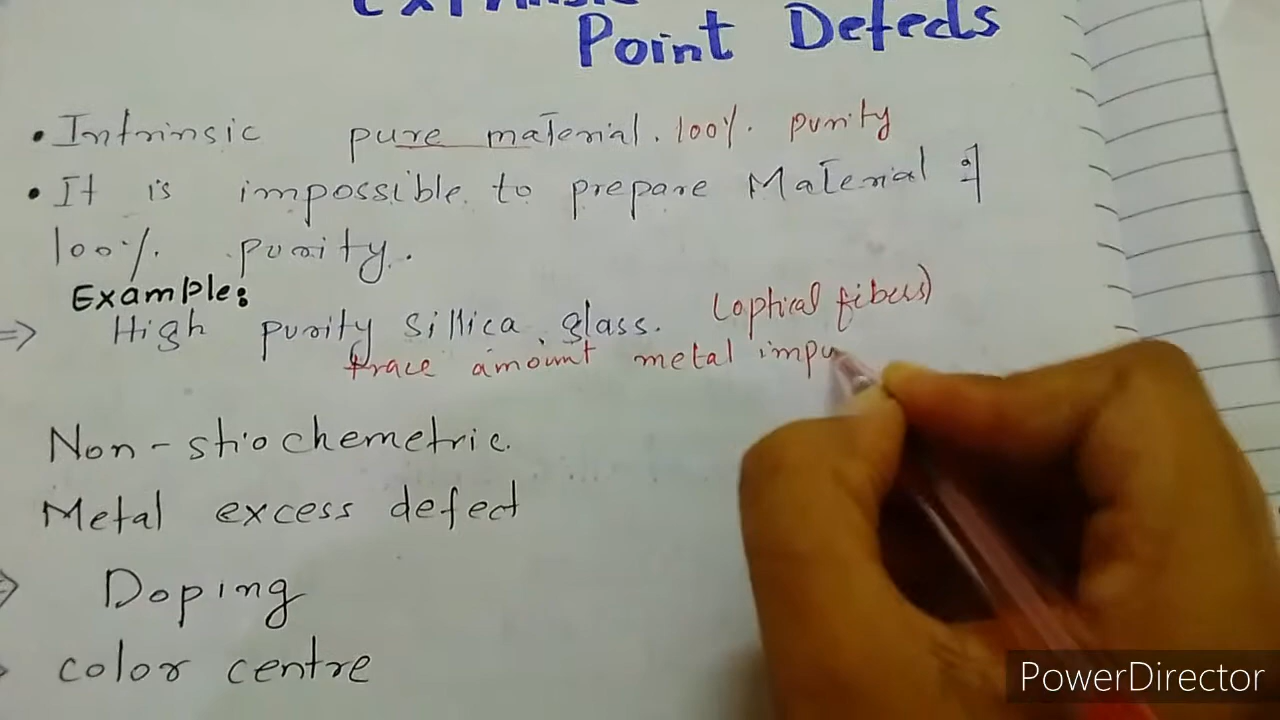 Extrinsic
Point Defects
• Intrinsic pure material. 100% purity
• It is impossible to prepare Material of
100% purity.
Example:
=> High purity sillica glass. (optical fibers)
trace amount metal impu
Non-stiochemetric.
Metal excess defect
Doping
color centre
PowerDirector